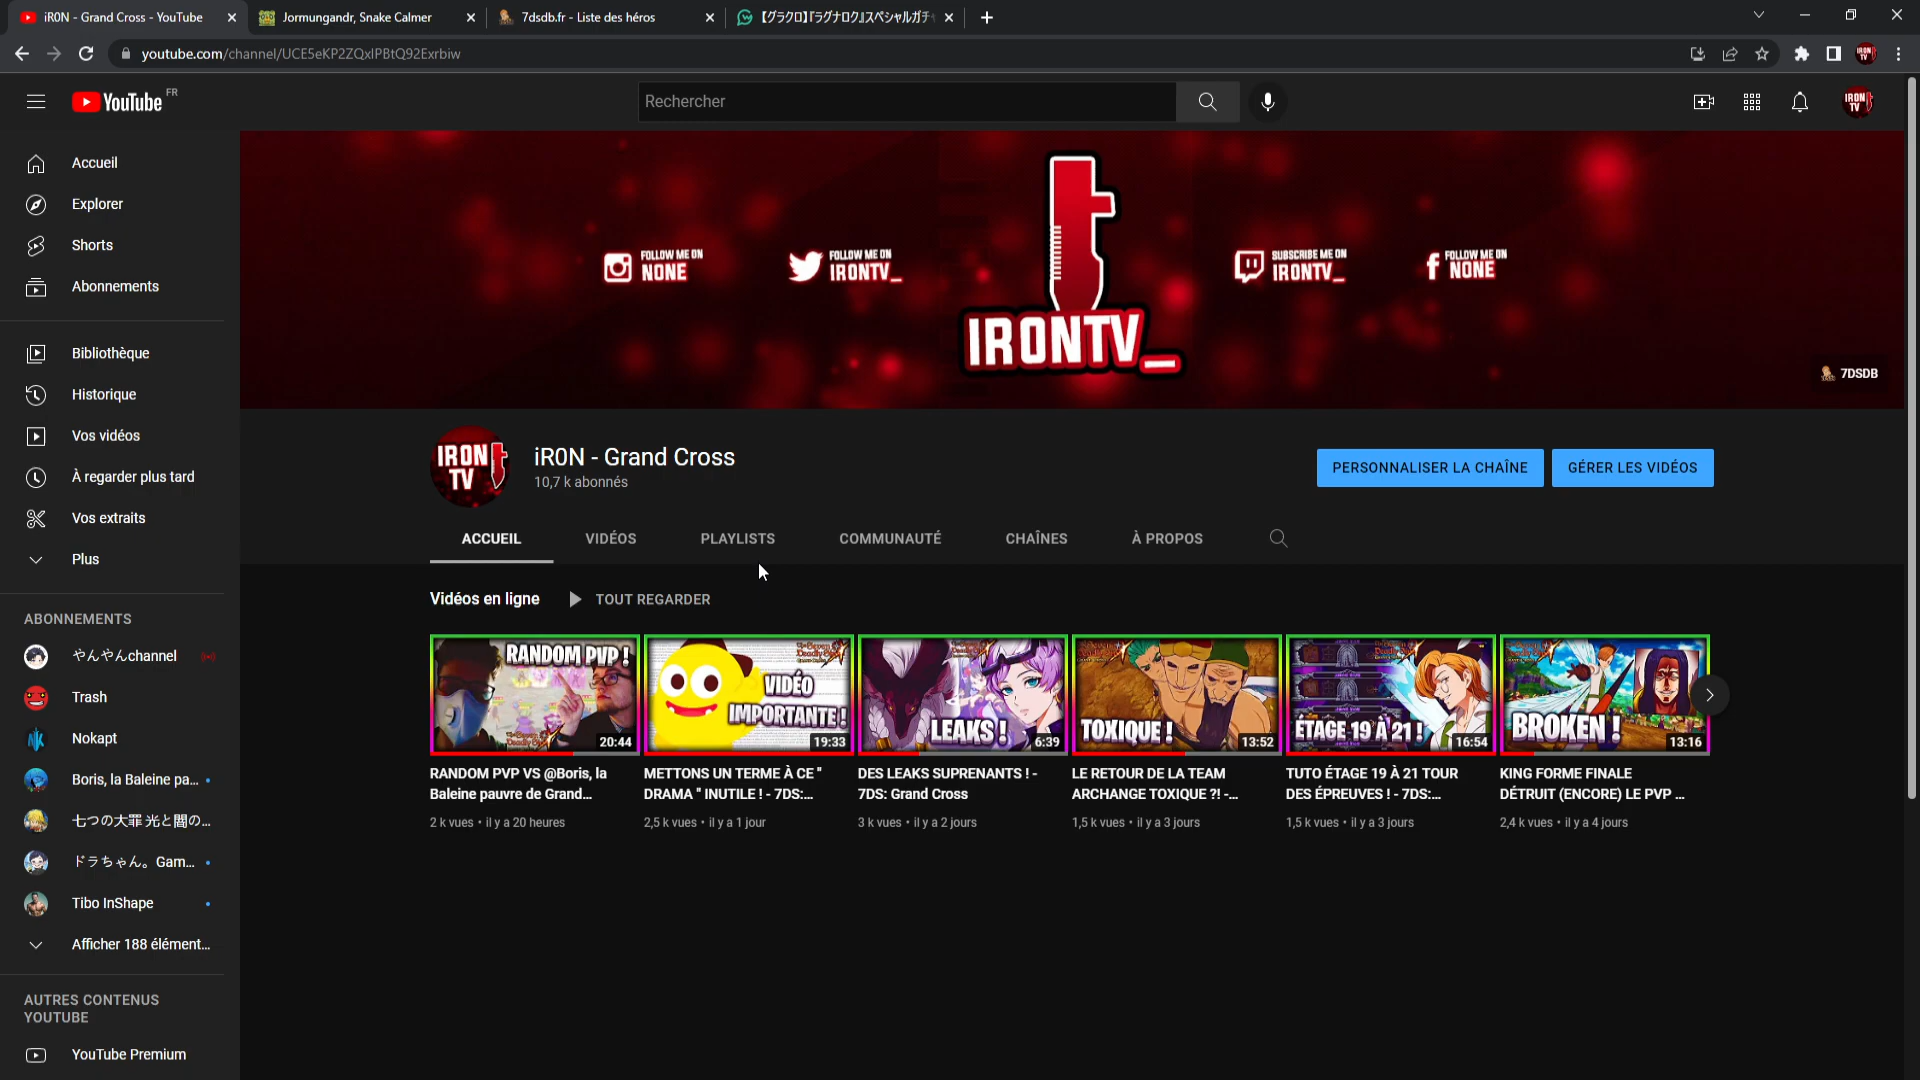 iR0N - Grand Cross - YouTube
Jormungandr, Snake Calmer
7dsdb.fr - Liste des héros
【グラクロ】『ラグナロク』スペシャルガチャ
youtube.com/channel/UCE5eKP2ZQxIPBtQ92Exrbiw
YouTube FR
Rechercher
IRON TV
Accueil
Explorer
Shorts
Abonnements
Bibliothèque
Historique
Vos vidéos
À regarder plus tard
Vos extraits
Plus
ABONNEMENTS
やんやんchannel
Trash
Nokapt
Boris, la Baleine pa...
七つの大罪 光と闇の...
ドラちゃん。Gam...
Tibo InShape
Afficher 188 élément...
AUTRES CONTENUS
YOUTUBE
YouTube Premium
FOLLOW ME ON
NONE
FOLLOW ME ON
IRONTV_
IRONTV_
SUBSCRIBE ME ON
IRONTV_
FOLLOW ME ON
NONE
7DSDB
IRON
TV
iR0N - Grand Cross
10,7 k abonnés
PERSONNALISER LA CHAÎNE
GÉRER LES VIDÉOS
ACCUEIL
VIDÉOS
PLAYLISTS
COMMUNAUTÉ
CHAÎNES
À PROPOS
Vidéos en ligne
TOUT REGARDER
RANDOM PVP !
20:44
RANDOM PVP VS @Boris, la
Baleine pauvre de Grand...
2 k vues • il y a 20 heures
VIDÉO
IMPORTANTE !
19:33
METTONS UN TERME À CE "
DRAMA " INUTILE ! - 7DS:...
2,5 k vues • il y a 1 jour
LEAKS !
6:39
DES LEAKS SUPRENANTS ! -
7DS: Grand Cross
3 k vues • il y a 2 jours
TOXIQUE !
13:52
LE RETOUR DE LA TEAM
ARCHANGE TOXIQUE ?! -...
1,5 k vues • il y a 3 jours
ÉTAGE 19 À 21 !
16:54
TUTO ÉTAGE 19 À 21 TOUR
DES ÉPREUVES ! - 7DS:...
1,5 k vues • il y a 3 jours
BROKEN !
13:16
KING FORME FINALE
DÉTRUIT (ENCORE) LE PVP ...
2,4 k vues • il y a 4 jours